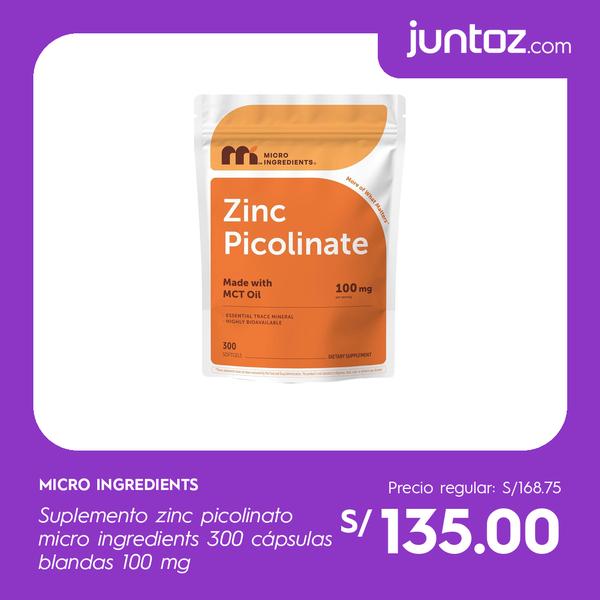 juntoz.com
MICRO
INGREDIENTS
More of What Matters
Zinc
Picolinate
Made with
MCT Oil
100 mg
per serving
ESSENTIAL TRACE MINERAL
HIGHLY BIOAVAILABLE
300
SOFTGELS
DIETARY SUPPLEMENT
MICRO INGREDIENTS
Precio regular: S/168.75
Suplemento zinc picolinato
micro ingredients 300 cápsulas
blandas 100 mg
S/ 135.00